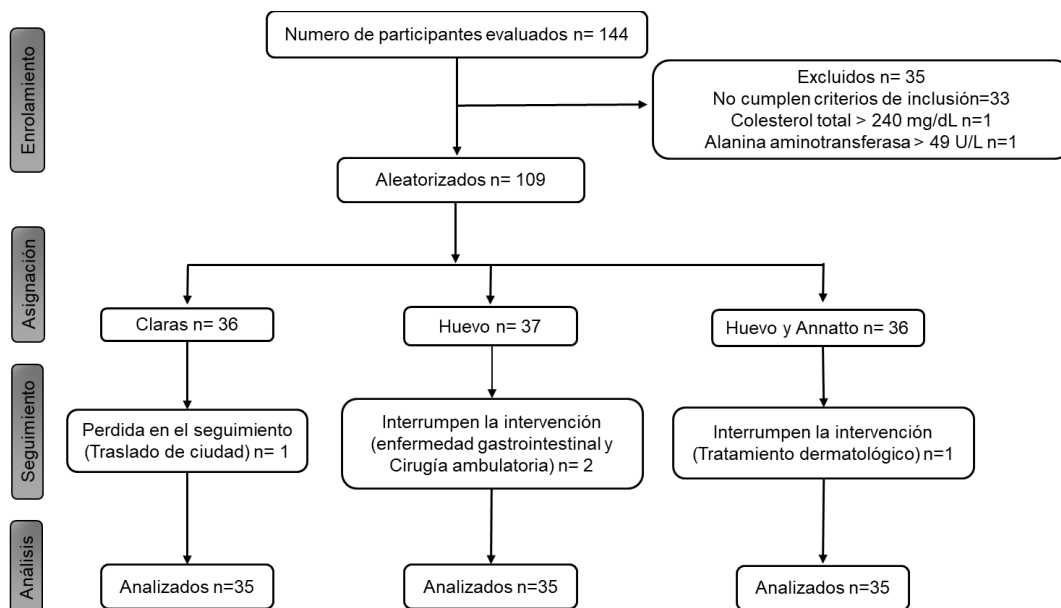 Enrolamiento
Numero de participantes evaluados n= 144
Excluidos n= 35
No cumplen criterios de inclusión=33
Colesterol total > 240 mg/dL n=1
Alanina aminotransferasa > 49 U/L n=1
Aleatorizados n= 109
Asignación
Claras n= 36
Huevo n= 37
Huevo y Annatto n= 36
Seguimiento
Perdida en el seguimiento
(Traslado de ciudad) n= 1
Interrumpen la intervención
(enfermedad gastrointestinal y
Cirugía ambulatoria) n= 2
Interrumpen la intervención
(Tratamiento dermatológico) n=1
Análisis
Analizados n=35
Analizados n=35
Analizados n=35